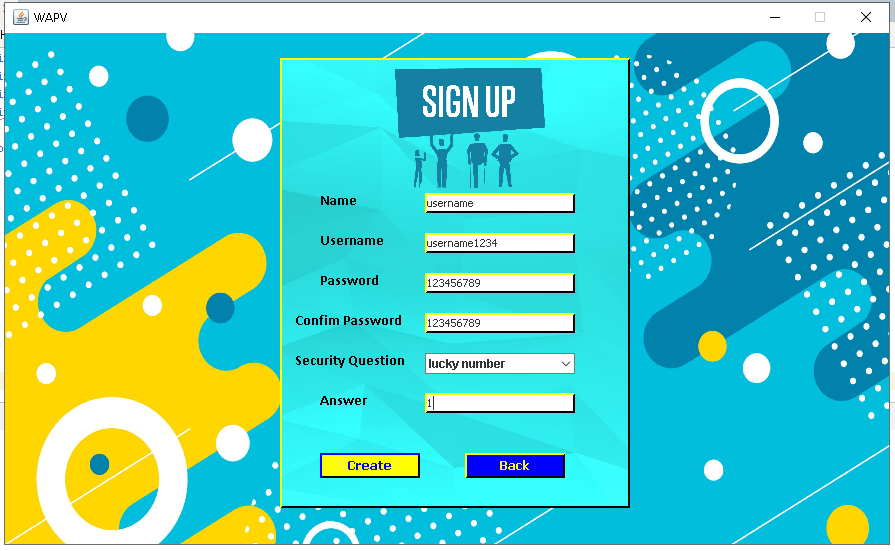 WAPV
SIGN UP
Name
username
Username
username1234
Password
123456789
Confim Password
123456789
Security Question
lucky number
Answer
1
Create
Back